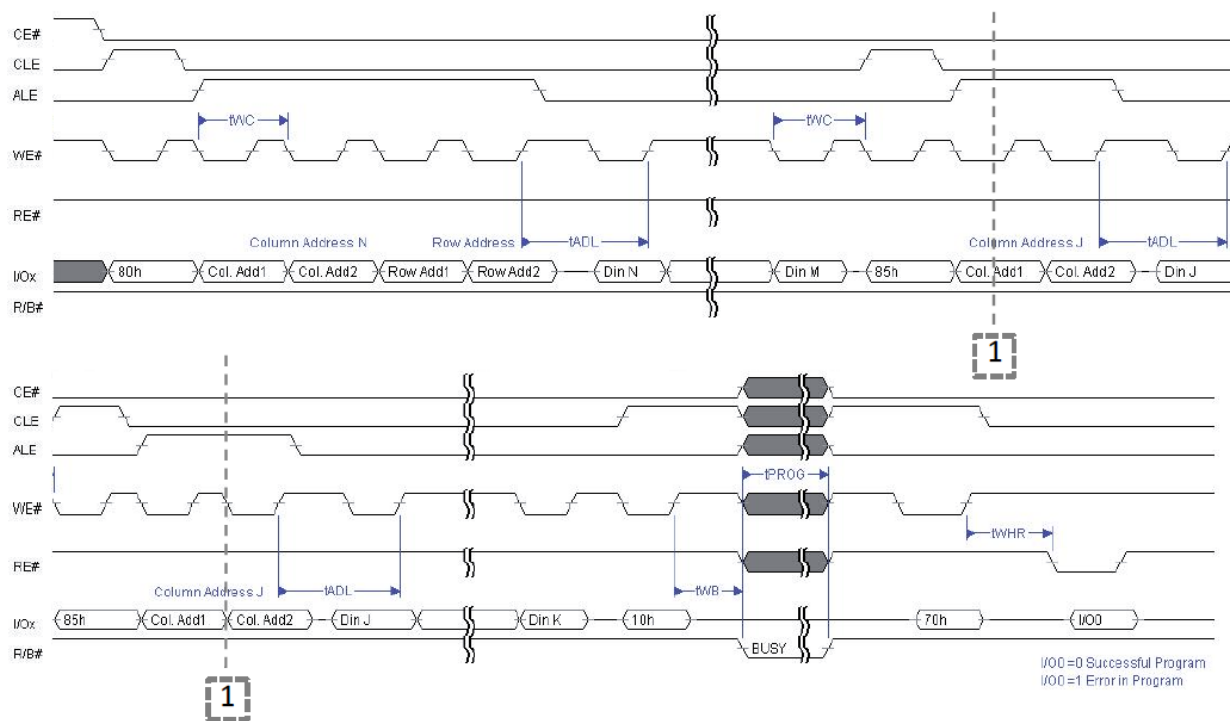 CE#
CLE
ALE
tWC
tWC
WE#
RE#
Column Address N
Row Address
tADL
Column Address J
tADL
I/Ox
80h
Col. Add1
Col. Add2
Row Add1
Row Add2
Din N
Din M
85h
Col. Add1
Col. Add2
Din J
R/B#
1
CE#
CLE
ALE
tPROG
WE#
tWHR
RE#
Column Address J
tADL
tWB
I/Ox
85h
Col. Add1
Col. Add2
Din J
Din K
10h
70h
I/O0
R/B#
BUSY
I/O0=0 Successful Program
I/O0=1 Error in Program
1